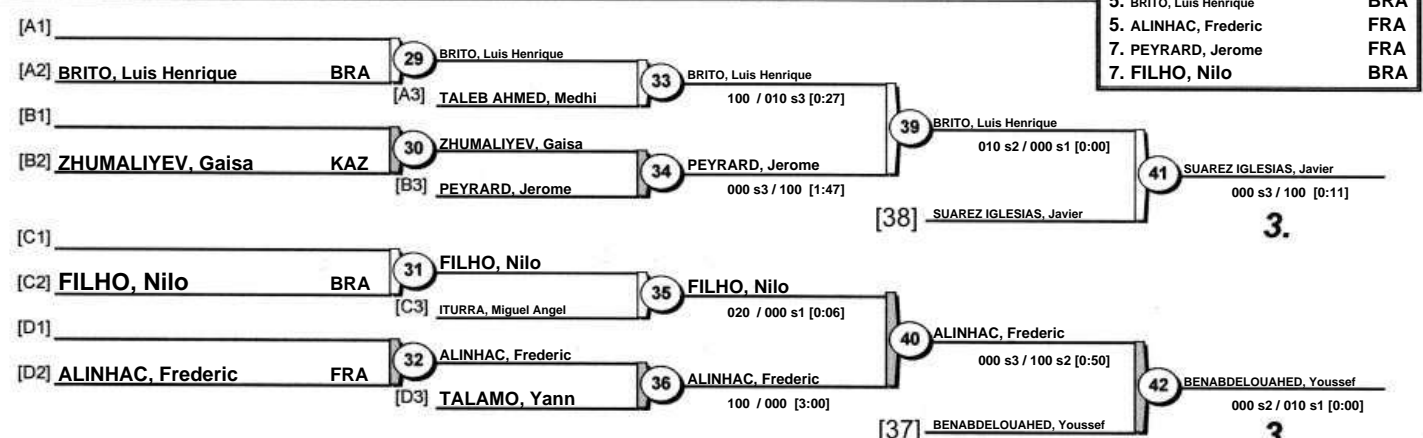 5. BRITO, Luis Henrique BRA
5. ALINHAC, Frederic FRA
7. PEYRARD, Jerome FRA
7. FILHO, Nilo BRA
[A1]
[A2] BRITO, Luis Henrique BRA
29
BRITO, Luis Henrique
[A3] TALEB AHMED, Medhi
33
BRITO, Luis Henrique
100 / 010 s3 [0:27]
[B1]
[B2] ZHUMALIYEV, Gaisa KAZ
30
ZHUMALIYEV, Gaisa
[B3] PEYRARD, Jerome
34
PEYRARD, Jerome
000 s3 / 100 [1:47]
39
BRITO, Luis Henrique
010 s2 / 000 s1 [0:00]
[38] SUAREZ IGLESIAS, Javier
41
SUAREZ IGLESIAS, Javier
000 s3 / 100 [0:11]
3.
[C1]
[C2] FILHO, Nilo BRA
31
FILHO, Nilo
[C3] ITURRA, Miguel Angel
35
FILHO, Nilo
020 / 000 s1 [0:06]
[D1]
[D2] ALINHAC, Frederic FRA
32
ALINHAC, Frederic
[D3] TALAMO, Yann
36
ALINHAC, Frederic
100 / 000 [3:00]
40
ALINHAC, Frederic
000 s3 / 100 s2 [0:50]
[37] BENABDELOUAHED, Youssef
42
BENABDELOUAHED, Youssef
000 s2 / 010 s1 [0:00]
3.